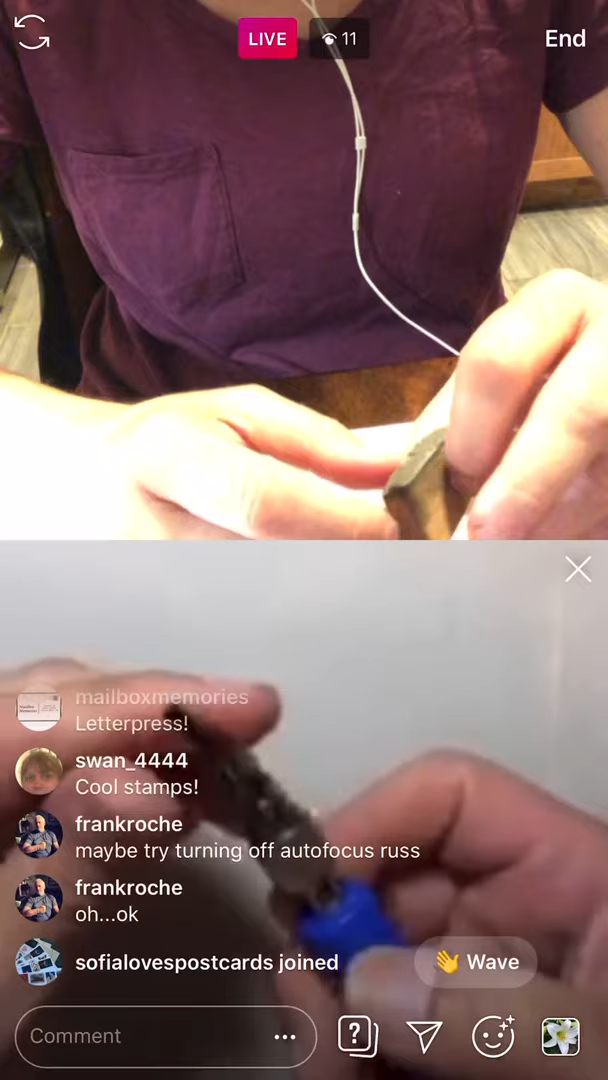 LIVE
11
End
mailboxmemories
Letterpress!
swan_4444
Cool stamps!
frankroche
maybe try turning off autofocus russ
frankroche
oh...ok
sofialovespostcards joined
👋 Wave
Comment